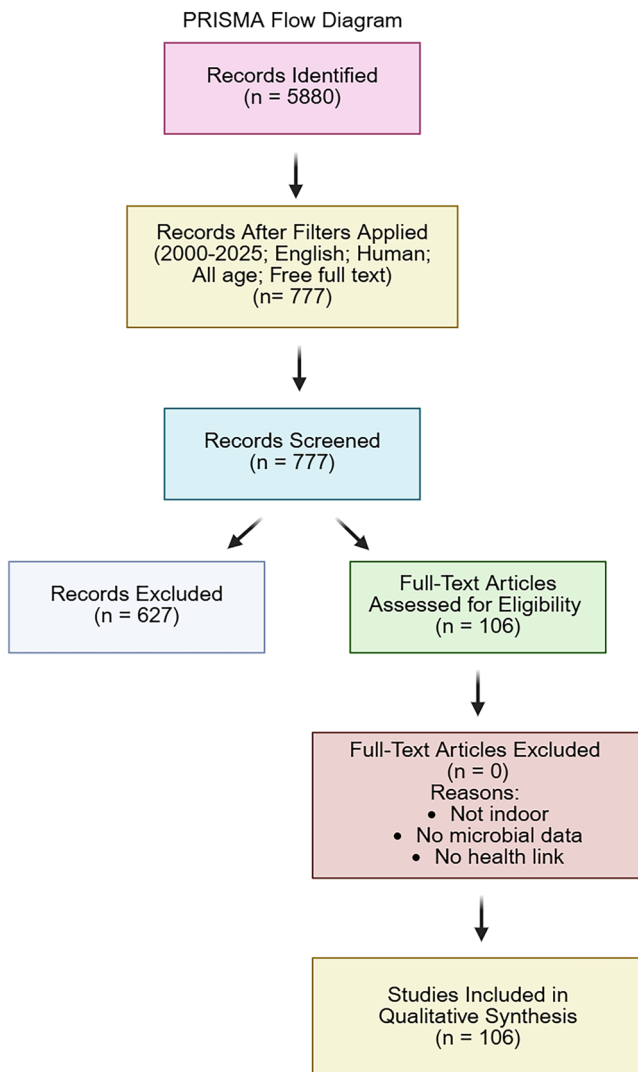 PRISMA Flow Diagram
Records Identified
(n = 5880)
Records After Filters Applied
(2000-2025; English; Human;
All age; Free full text)
(n= 777)
Records Screened
(n = 777)
Records Excluded
(n = 627)
Full-Text Articles
Assessed for Eligibility
(n = 106)
Full-Text Articles Excluded
(n = 0)
Reasons:
• Not indoor
• No microbial data
• No health link
Studies Included in
Qualitative Synthesis
(n = 106)